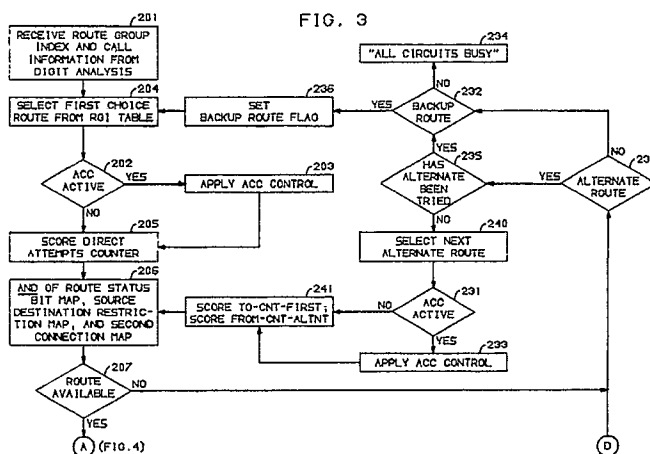 FIG. 3
201
RECEIVE ROUTE GROUP
INDEX AND CALL
INFORMATION FROM
DIGIT ANALYSIS
204
SELECT FIRST CHOICE
ROUTE FROM RGI TABLE
202
ACC
ACTIVE
YES
NO
203
APPLY ACC CONTROL
205
SCORE DIRECT
ATTEMPTS COUNTER
206
AND OF ROUTE STATUS
BIT MAP, SOURCE
DESTINATION RESTRIC-
TION MAP, AND SECOND
CONNECTION MAP
207
ROUTE
AVAILABLE
NO
YES
A (FIG.4)
234
"ALL CIRCUITS BUSY"
NO
232
BACKUP
ROUTE
YES
236
SET
BACKUP ROUTE FLAG
YES
235
HAS
ALTERNATE
BEEN
TRIED
NO
240
SELECT NEXT
ALTERNATE ROUTE
231
ACC
ACTIVE
NO
YES
241
SCORE TO-CNT-FIRST;
SCORE FROM-CNT-ALTNT
233
APPLY ACC CONTROL
NO
ALTERNATE
ROUTE
YES
D